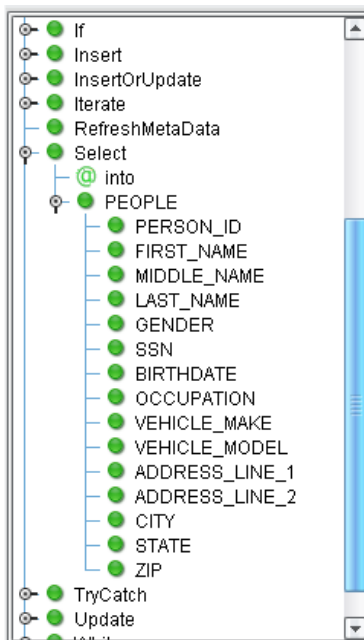 If
Insert
InsertOrUpdate
Iterate
RefreshMetaData
Select
@ into
PEOPLE
PERSON_ID
FIRST_NAME
MIDDLE_NAME
LAST_NAME
GENDER
SSN
BIRTHDATE
OCCUPATION
VEHICLE_MAKE
VEHICLE_MODEL
ADDRESS_LINE_1
ADDRESS_LINE_2
CITY
STATE
ZIP
TryCatch
Update